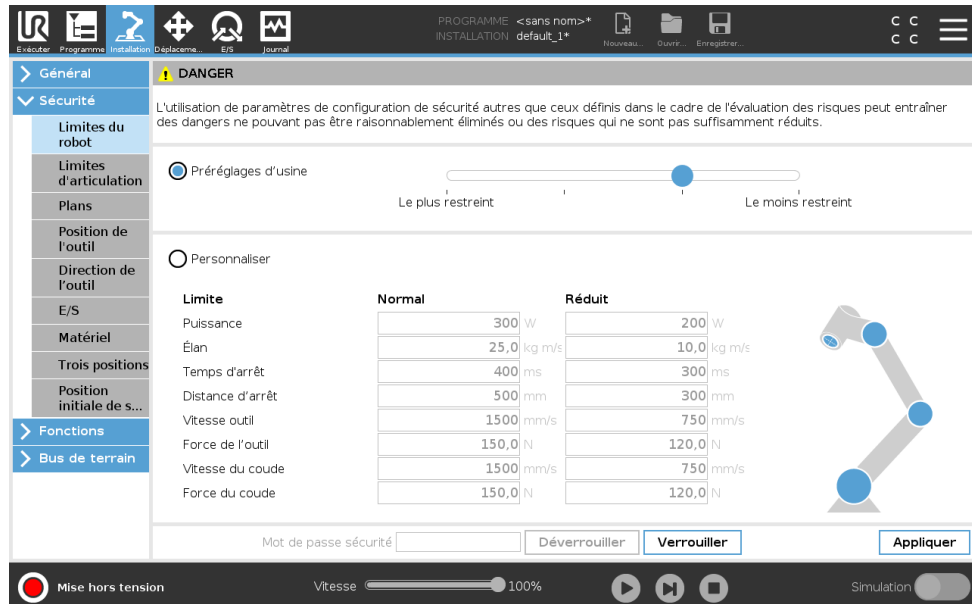 PROGRAMME <sans nom>*
INSTALLATION default_1*
C C
C C
Exécuter Programme Installation Déplaceme... E/S Journal Nouveau... Ouvrir... Enregistrer...
Général
Sécurité
Limites du
robot
Limites
d'articulation
Plans
Position de
l'outil
Direction de
l'outil
E/S
Matériel
Trois positions
Position
initiale de s...
Fonctions
Bus de terrain
DANGER
L'utilisation de paramètres de configuration de sécurité autres que ceux définis dans le cadre de l'évaluation des risques peut entraîner
des dangers ne pouvant pas être raisonnablement éliminés ou des risques qui ne sont pas suffisamment réduits.
Préréglages d'usine
Le plus restreint Le moins restreint
Personnaliser
Limite Normal Réduit
Puissance 300 W 200 W
Élan 25,0 kg m/s 10,0 kg m/s
Temps d'arrêt 400 ms 300 ms
Distance d'arrêt 500 mm 300 mm
Vitesse outil 1500 mm/s 750 mm/s
Force de l'outil 150,0 N 120,0 N
Vitesse du coude 1500 mm/s 750 mm/s
Force du coude 150,0 N 120,0 N
Mot de passe sécurité Déverrouiller Verrouiller Appliquer
Mise hors tension Vitesse 100% Simulation